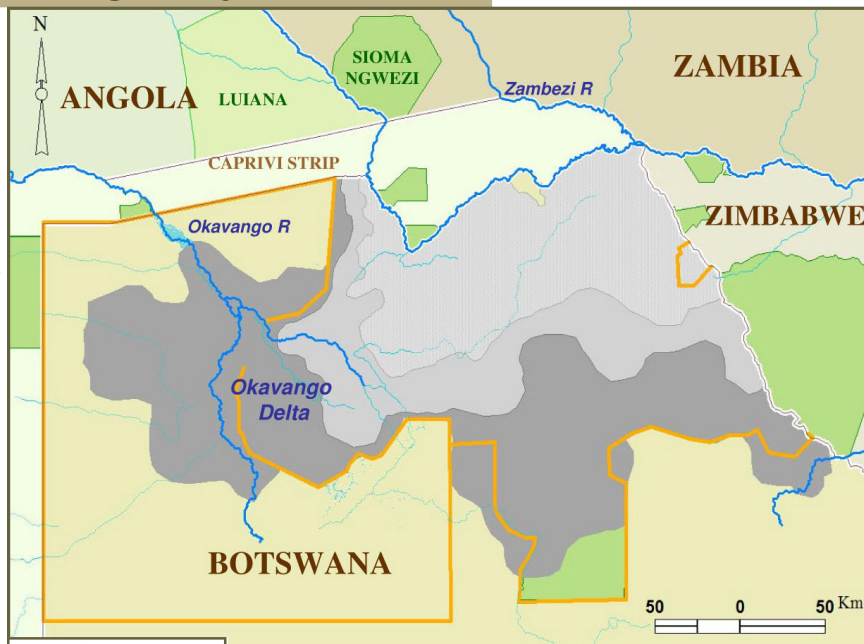 N
SIOMA
NGWEZI
ZAMBIA
ANGOLA
LUIANA
Zambezi R
CAPRIVI STRIP
ZIMBABWE
Okavango R
Okavango
Delta
BOTSWANA
50 0 50 Km